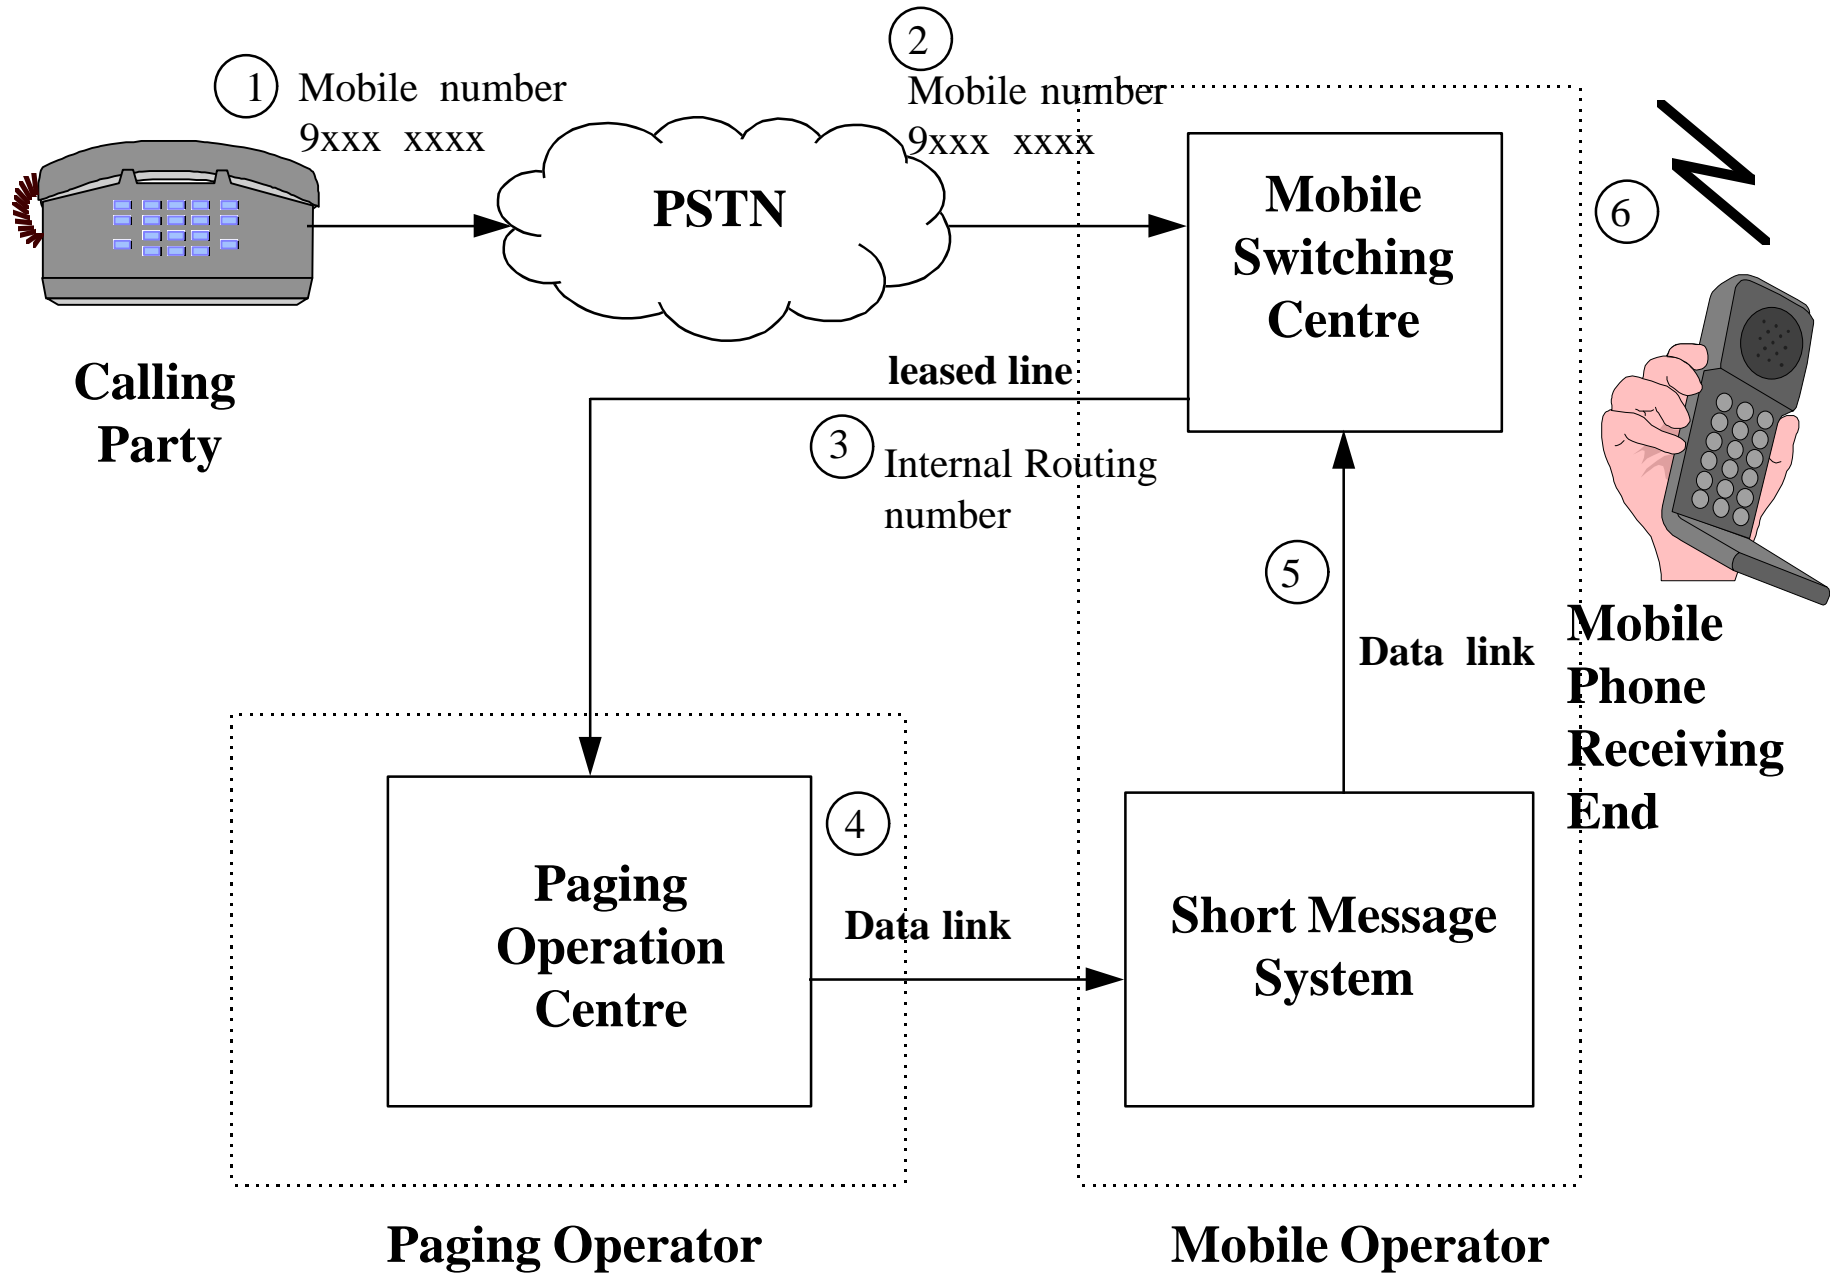 2
1
Mobile number
9xxx xxxx
Mobile number
9xxx xxxx
PSTN
Mobile
Switching
Centre
6
Calling
Party
leased line
3
Internal Routing
number
5
Data link
Mobile
Phone
Receiving
End
4
Paging
Operation
Centre
Data link
Short Message
System
Paging Operator
Mobile Operator